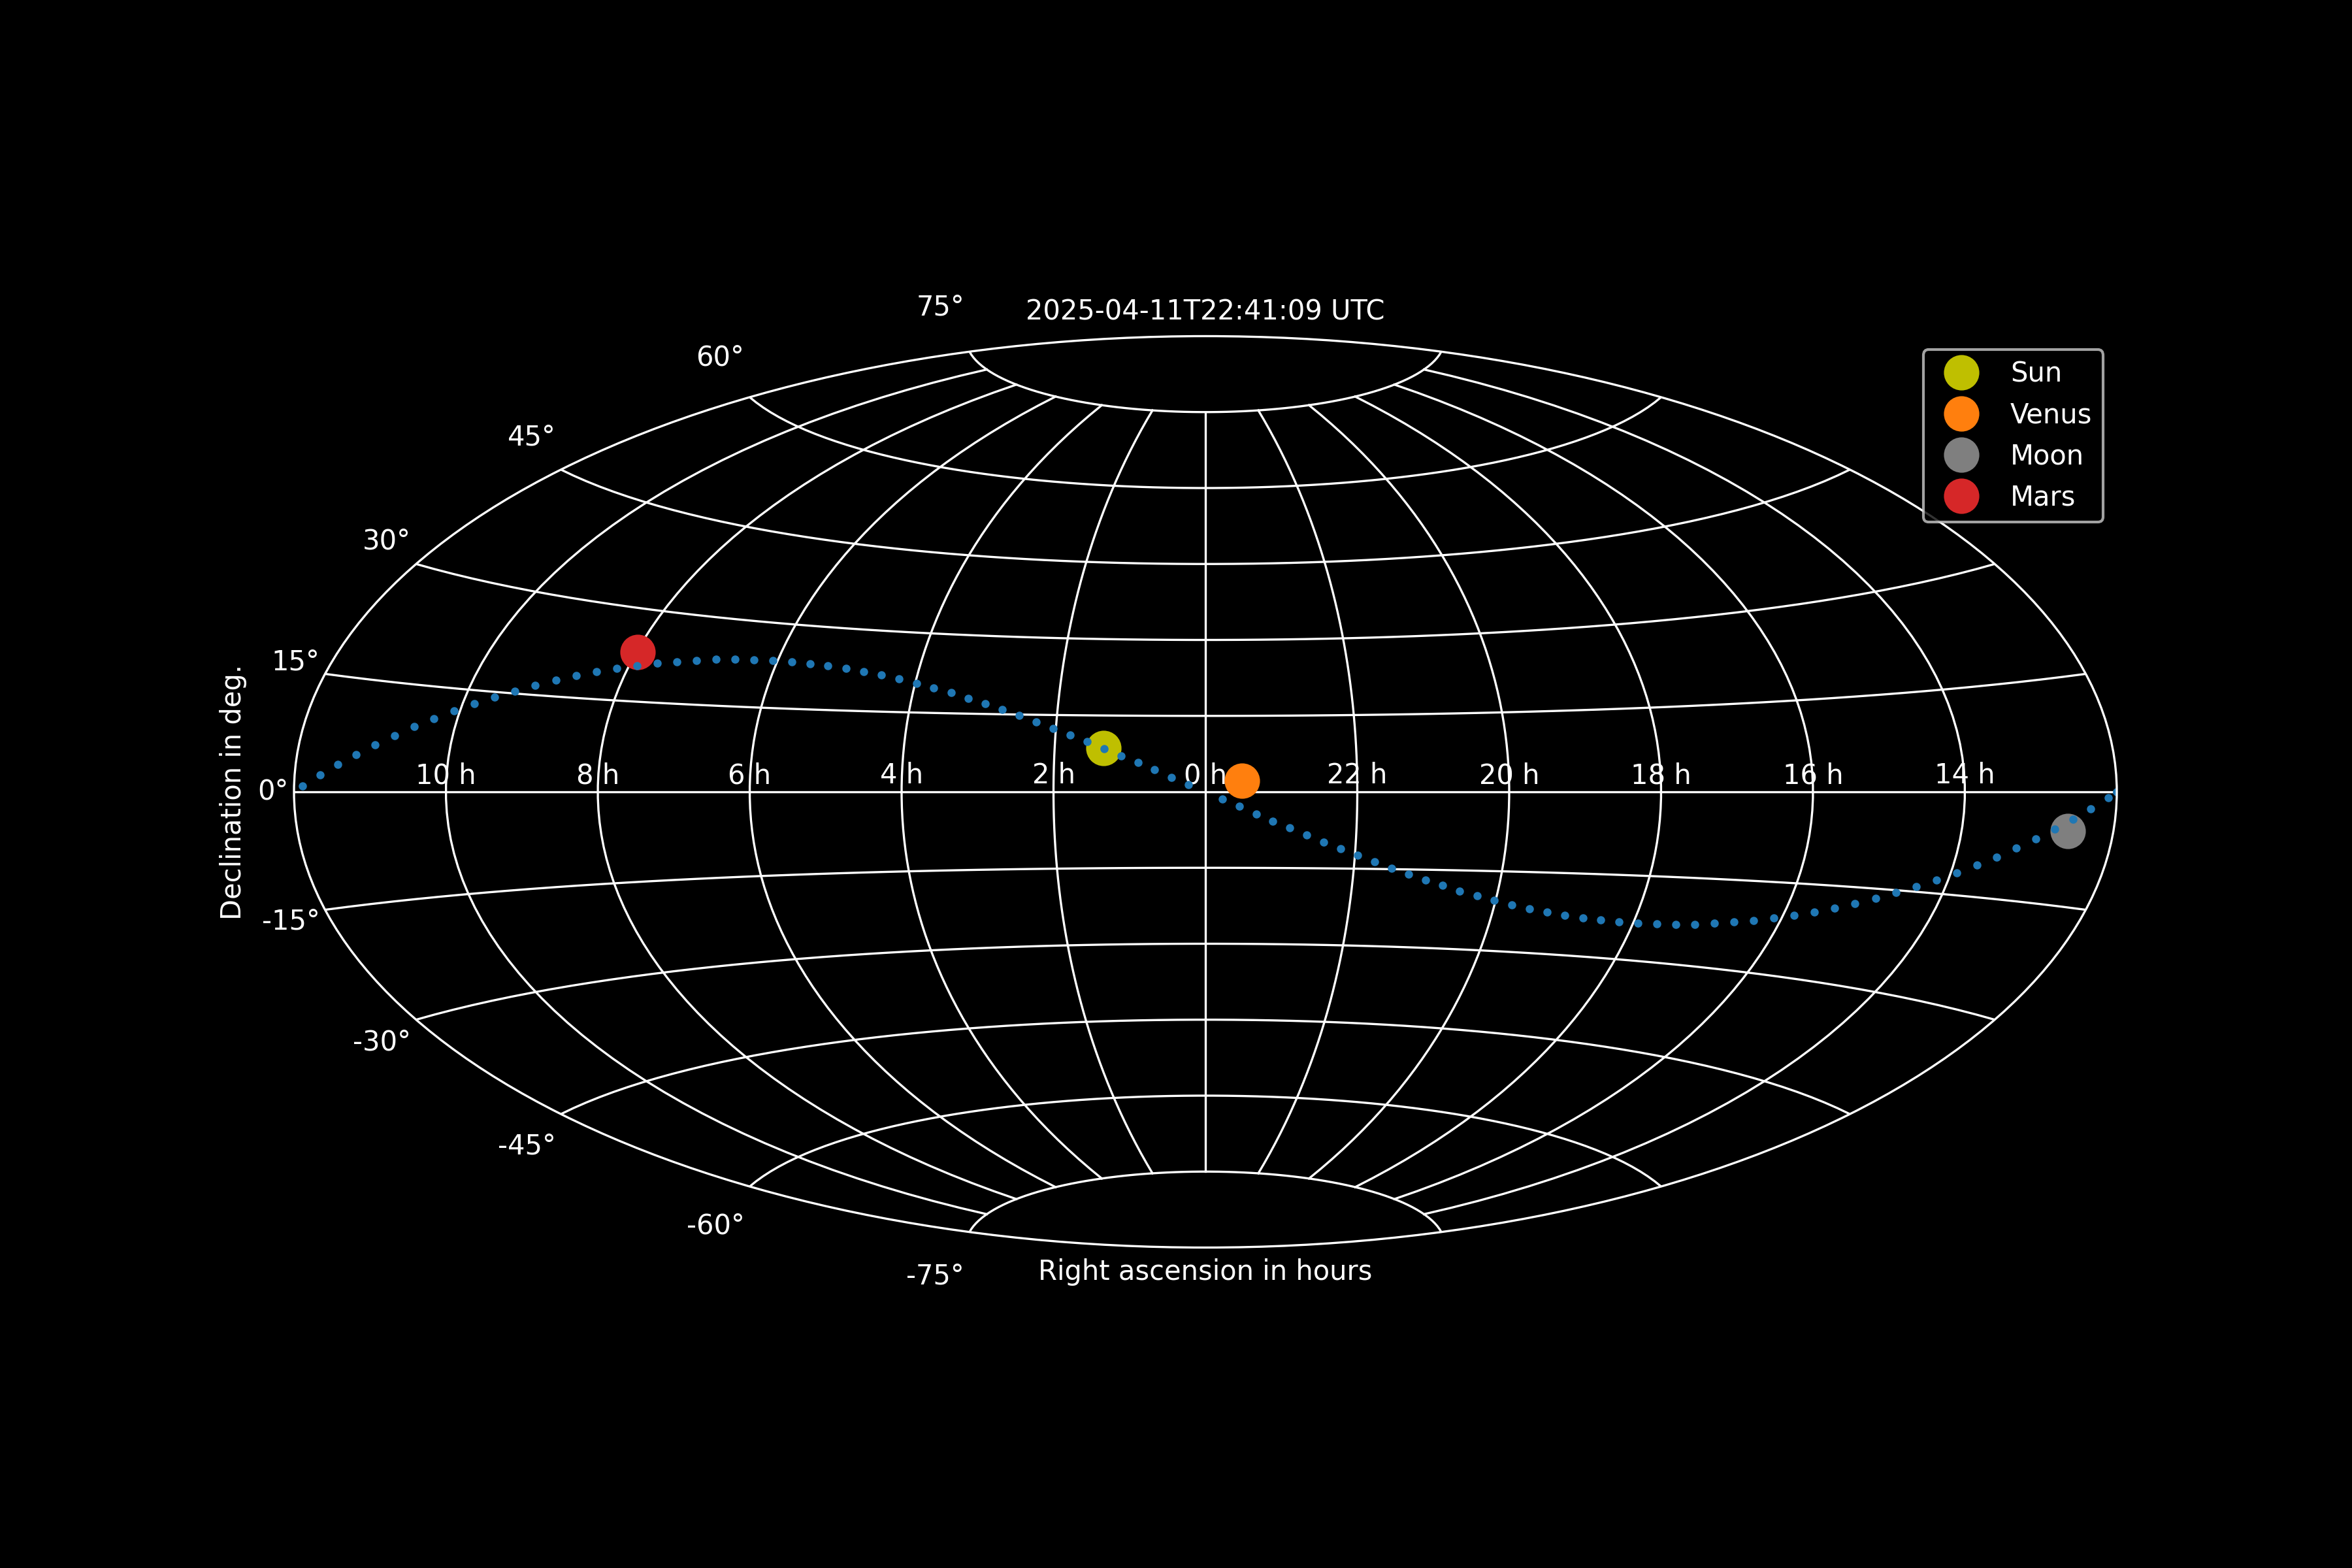 75°
2025-04-11T22:41:09 UTC
60°
Sun
Venus
45°
Moon
Mars
30°
15°
Declination in deg.
10 h 8 h 6 h 4 h 2 h 0 h 22 h 20 h 18 h 16 h 14 h
0°
-15°
-30°
-45°
-60°
-75°
Right ascension in hours